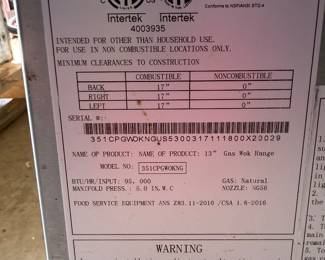 C US
Intertek Intertek
4003935
Conforms to NSF/ANSI STD 4
INTENDED FOR OTHER THAN HOUSEHOLD USE.
FOR USE IN NON COMBUSTIBLE LOCATIONS ONLY.
MINIMUM CLEARANCES TO CONSTRUCTION
COMBUSTIBLE NONCOMBUSTIBLE
BACK 17" 0"
RIGHT 17" 0"
LEFT 17" 0"
SERIAL #:
351CPGWOKNGUS5300317111800X20029
NAME OF PRODUCT: NAME OF PRODUCT: 13" Gas Wok Range
MODEL NO: 351CPGWOKNG
BTU/HR/INPUT: 95, 000 GAS: Natural
MANIFOLD PRESS.: 5.0 IN, W.C NOZZLE: NG58
FOOD SERVICE EQUIPMENT ANS Z83.11-2016 /CSA 1.8-2016
WARNING